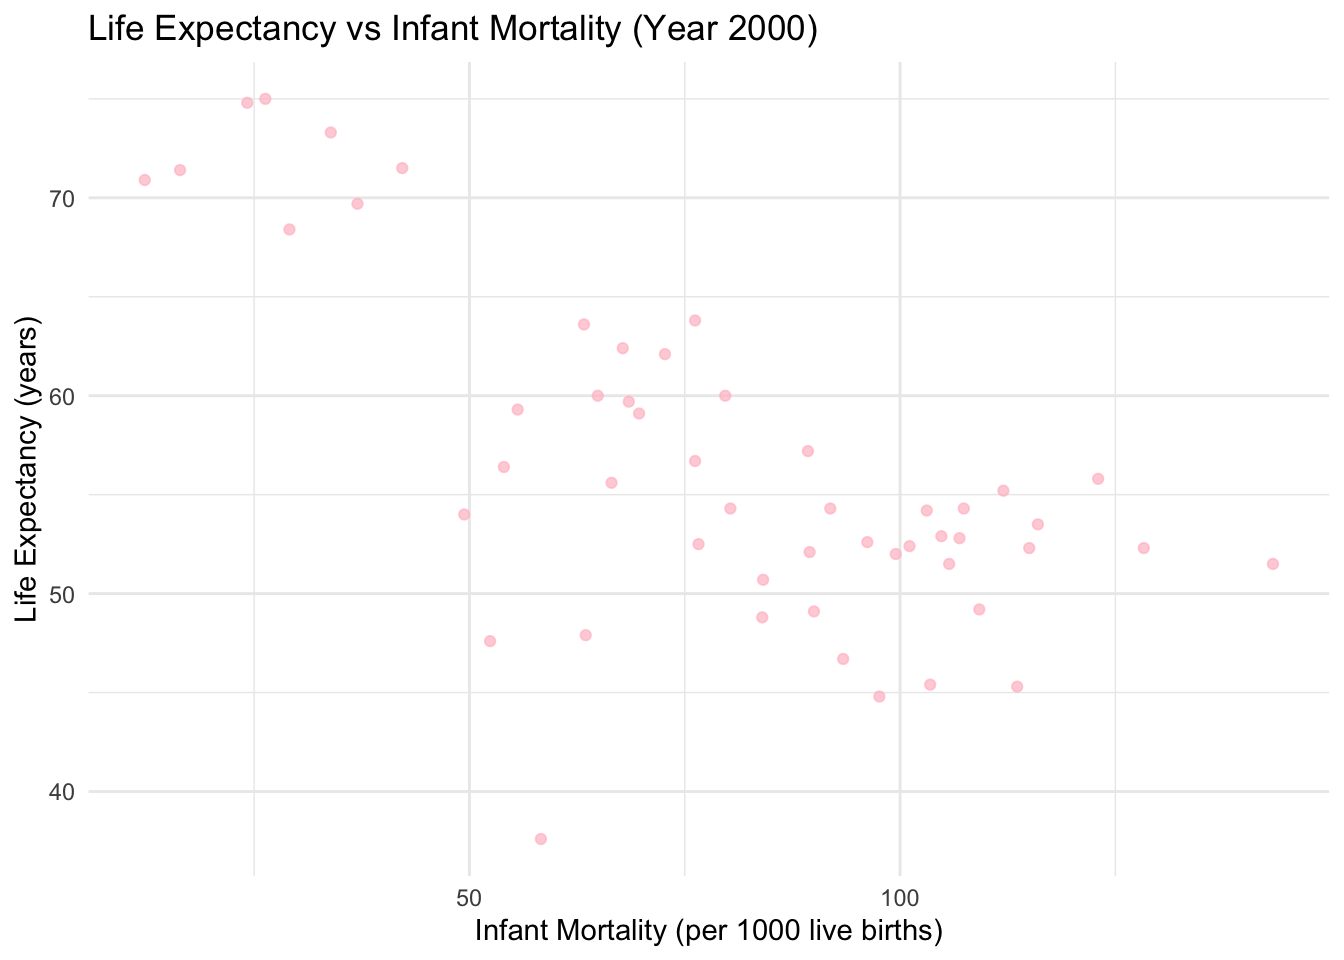 Life Expectancy vs Infant Mortality (Year 2000)
Life Expectancy (years)
70
60
50
40
50
100
Infant Mortality (per 1000 live births)